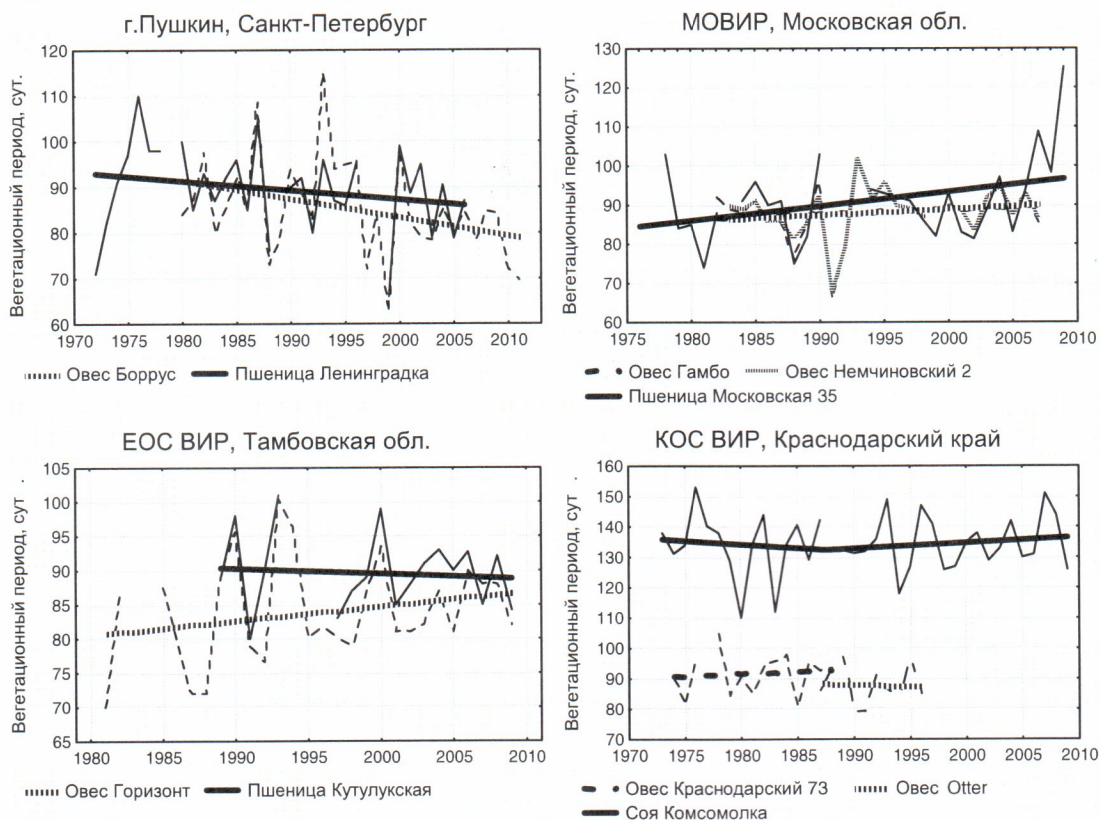 г.Пушкин, Санкт-Петербург
Вегетационный период, сут.
120
110
100
90
80
70
60
1970 1975 1980 1985 1990 1995 2000 2005 2010
Овес Боррус Пшеница Ленинградка
МОВИР, Московская обл.
Вегетационный период, сут.
130
120
110
100
90
80
70
60
1975 1980 1985 1990 1995 2000 2005 2010
Овес Гамбо Овес Немчиновский 2
Пшеница Московская 35
ЕОС ВИР, Тамбовская обл.
Вегетационный период, сут
105
100
95
90
85
80
75
70
65
1980 1985 1990 1995 2000 2005 2010
Овес Горизонт Пшеница Кутулукская
КОС ВИР, Краснодарский край
Вегетационный период, сут.
160
150
140
130
120
110
100
90
80
70
1970 1975 1980 1985 1990 1995 2000 2005 2010
Овес Краснодарский 73 Овес Otter
Соя Комсомолка